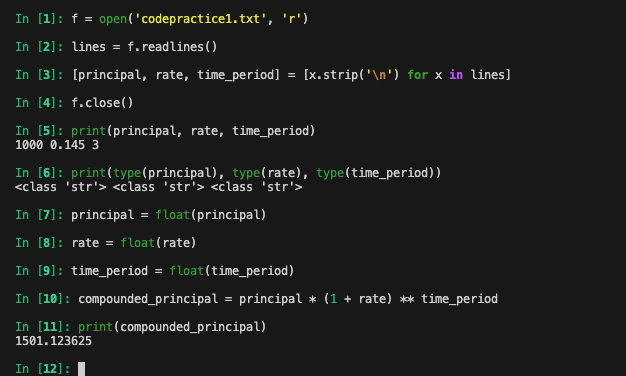 In [1]: f = open('codepractice1.txt', 'r')
In [2]: lines = f.readlines()
In [3]: [principal, rate, time_period] = [x.strip('\n') for x in lines]
In [4]: f.close()
In [5]: print(principal, rate, time_period)
1000 0.145 3
In [6]: print(type(principal), type(rate), type(time_period))
<class 'str'> <class 'str'> <class 'str'>
In [7]: principal = float(principal)
In [8]: rate = float(rate)
In [9]: time_period = float(time_period)
In [10]: compounded_principal = principal * (1 + rate) ** time_period
In [11]: print(compounded_principal)
1501.123625
In [12]: